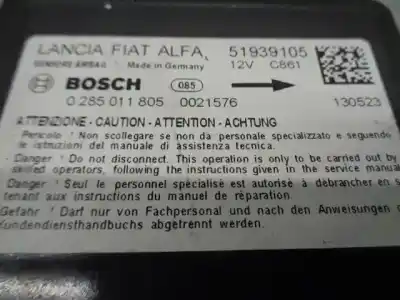 LANCIA FIAT ALFA 51939105
SENSORE AIRBAG Made in Germany 12V C861
BOSCH 085
0 285 011 805 0021576 130523
ATTENZIONE - CAUTION - ATTENTION - ACHTUNG
Pericolo ! Non scollegare se non da personale specializzato e seguendo
le istruzioni del manuale di assistenza tecnica.
Danger ! Do not disconnect. This operation is only to be carried out by
skilled operators, following the instructions given in the service manual
Danger ! Seul le personnel spécialisé est autorisé à débrancher en s
tenant aux instructions du manuel de réparation.
Gefahr ! Darf nur von Fachpersonal und nach den Anweisungen
Kundendiensthandbuchs abgetrennt werden.